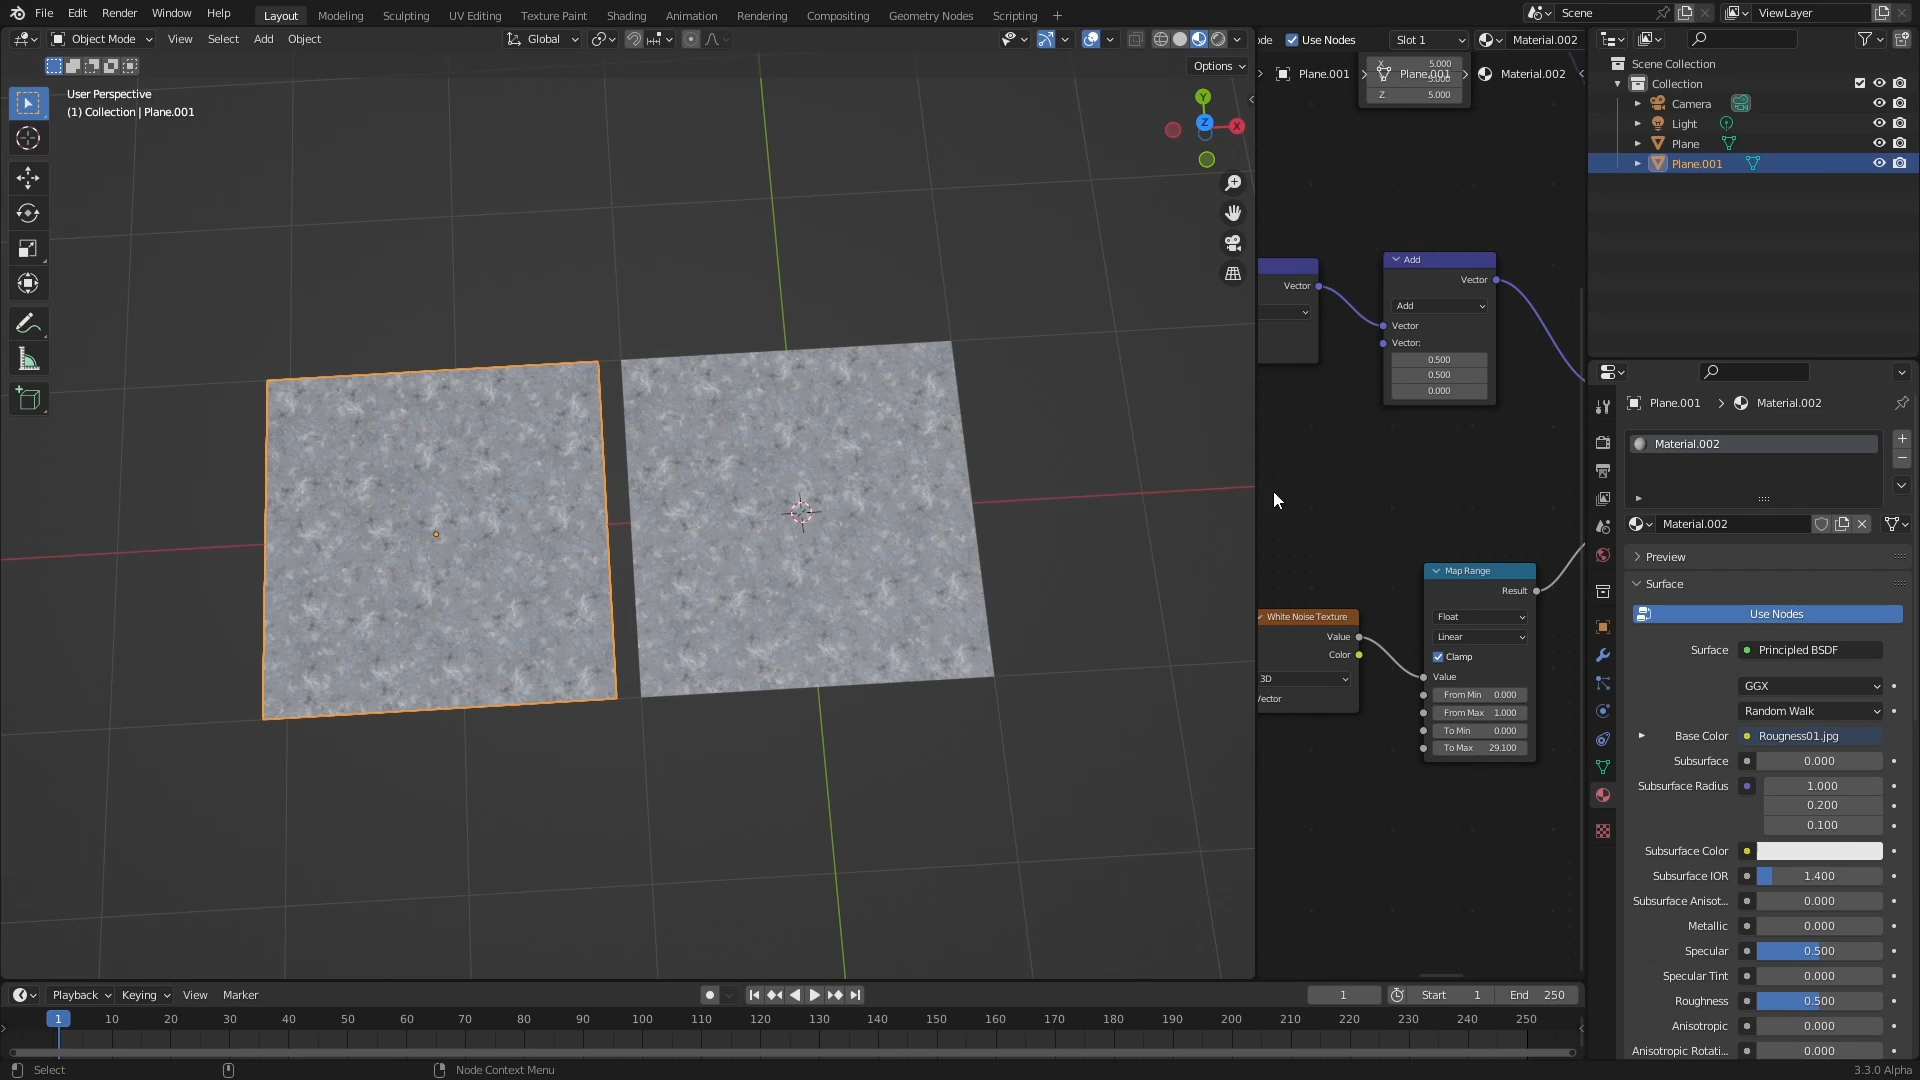 File Edit Render Window Help Layout Modeling Sculpting UV Editing Texture Paint Shading Animation Rendering Compositing Geometry Nodes Scripting + Scene ViewLayer
Object Mode View Select Add Object Global Use Nodes Slot 1 Material.002
Options
Plane.001 Plane.001 Material.002
X 5.000
5.000
Z 5.000
User Perspective
(1) Collection | Plane.001
Y
Z
X
Scene Collection
Collection
Camera
Light
Plane
Plane.001
Vector
Add
Vector
Add
Vector
Vector:
0.500
0.500
0.000
Map Range
Result
Float
Linear
Clamp
Value
From Min 0.000
From Max 1.000
To Min 0.000
To Max 29.100
White Noise Texture
Value
Color
3D
Plane.001 Material.002
Material.002
Material.002
Preview
Surface
Use Nodes
Surface Principled BSDF
GGX
Random Walk
Base Color Rougness01.jpg
Subsurface 0.000
Subsurface Radius 1.000
0.200
0.100
Subsurface Color
Subsurface IOR 1.400
Subsurface Anisot... 0.000
Metallic 0.000
Specular 0.500
Specular Tint 0.000
Roughness 0.500
Anisotropic 0.000
Anisotropic Rotati... 0.000
Playback Keying View Marker 1 Start 1 End 250
1 10 20 30 40 50 60 70 80 90 100 110 120 130 140 150 160 170 180 190 200 210 220 230 240 250
Select Node Context Menu 3.3.0 Alpha